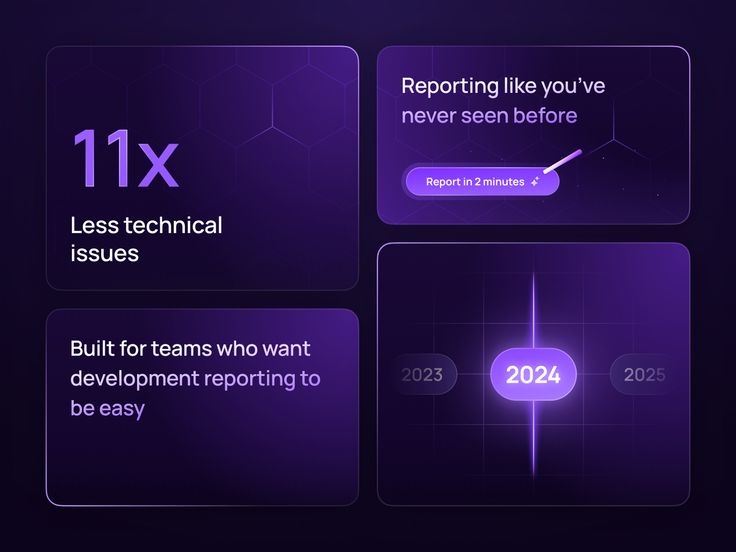 11x
Less technical
issues
Reporting like you've
never seen before
Report in 2 minutes
Built for teams who want
development reporting to
be easy
2023
2024
2025